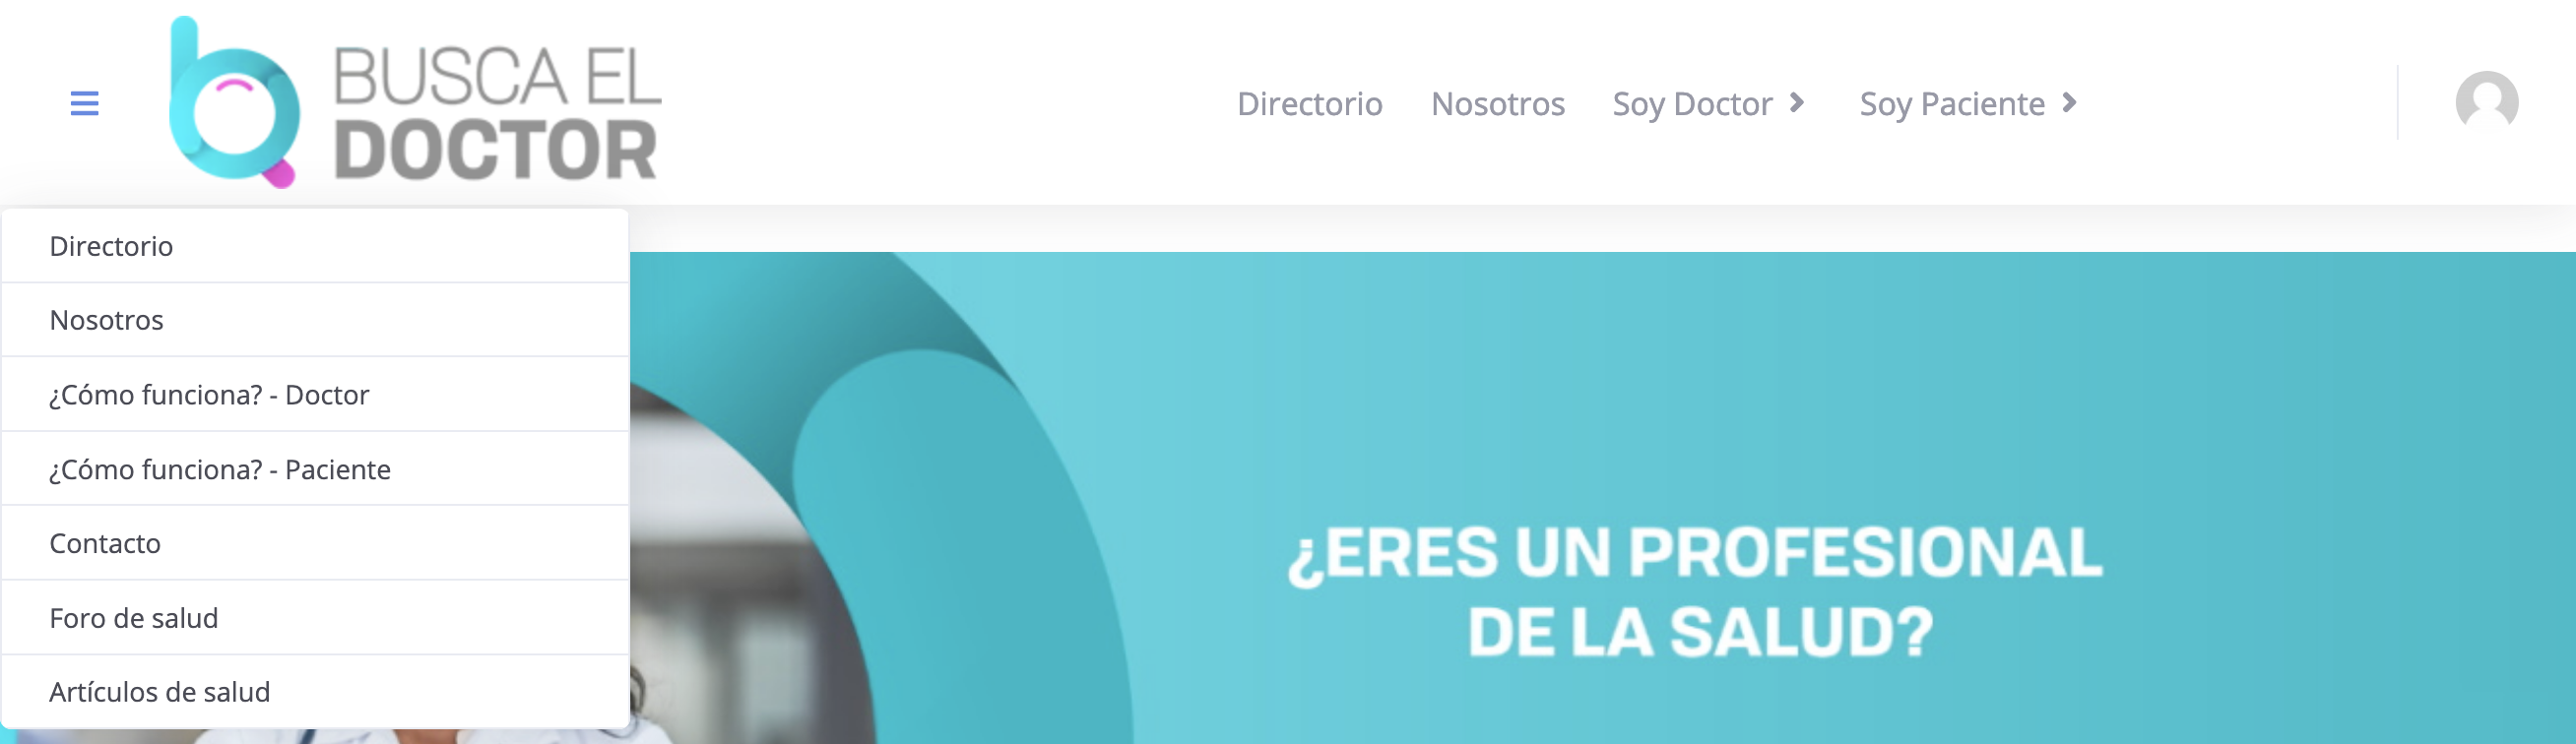 BUSCA EL
DOCTOR
Directorio Nosotros Soy Doctor Soy Paciente
Directorio
Nosotros
¿Cómo funciona? - Doctor
¿Cómo funciona? - Paciente
Contacto
Foro de salud
Artículos de salud
¿ERES UN PROFESIONAL
DE LA SALUD?